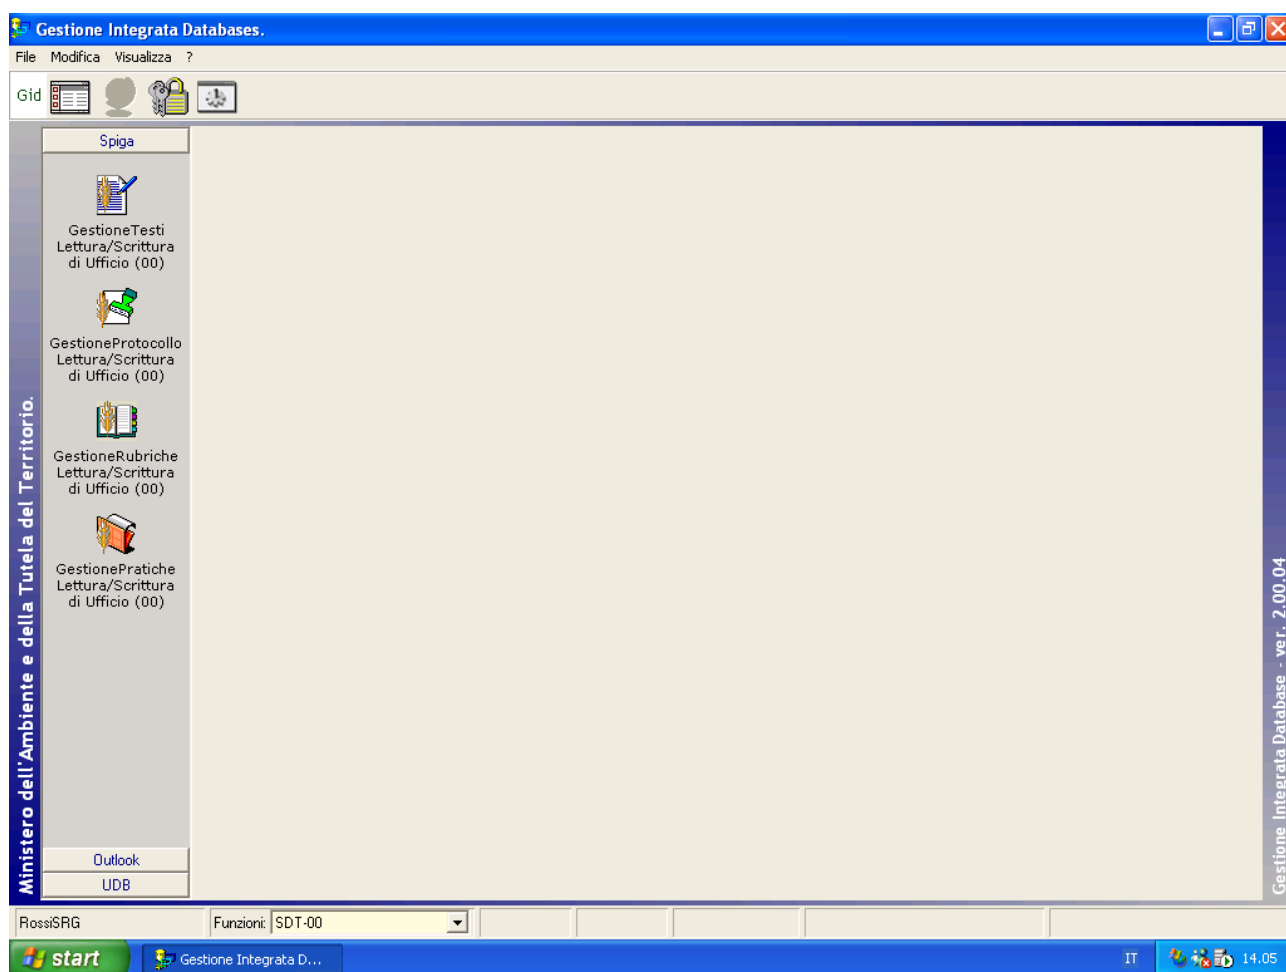 Gestione Integrata Databases.
File Modifica Visualizza ?
Gid
Spiga
GestioneTesti
Lettura/Scrittura
di Ufficio (00)
GestioneProtocollo
Lettura/Scrittura
di Ufficio (00)
GestioneRubriche
Lettura/Scrittura
di Ufficio (00)
GestionePratiche
Lettura/Scrittura
di Ufficio (00)
Outlook
UDB
Ministero dell'Ambiente e della Tutela del Territorio.
Gestione Integrata Database - ver. 2.00.04
RossiSRG Funzioni: SDT-00
start Gestione Integrata D... IT 14.05